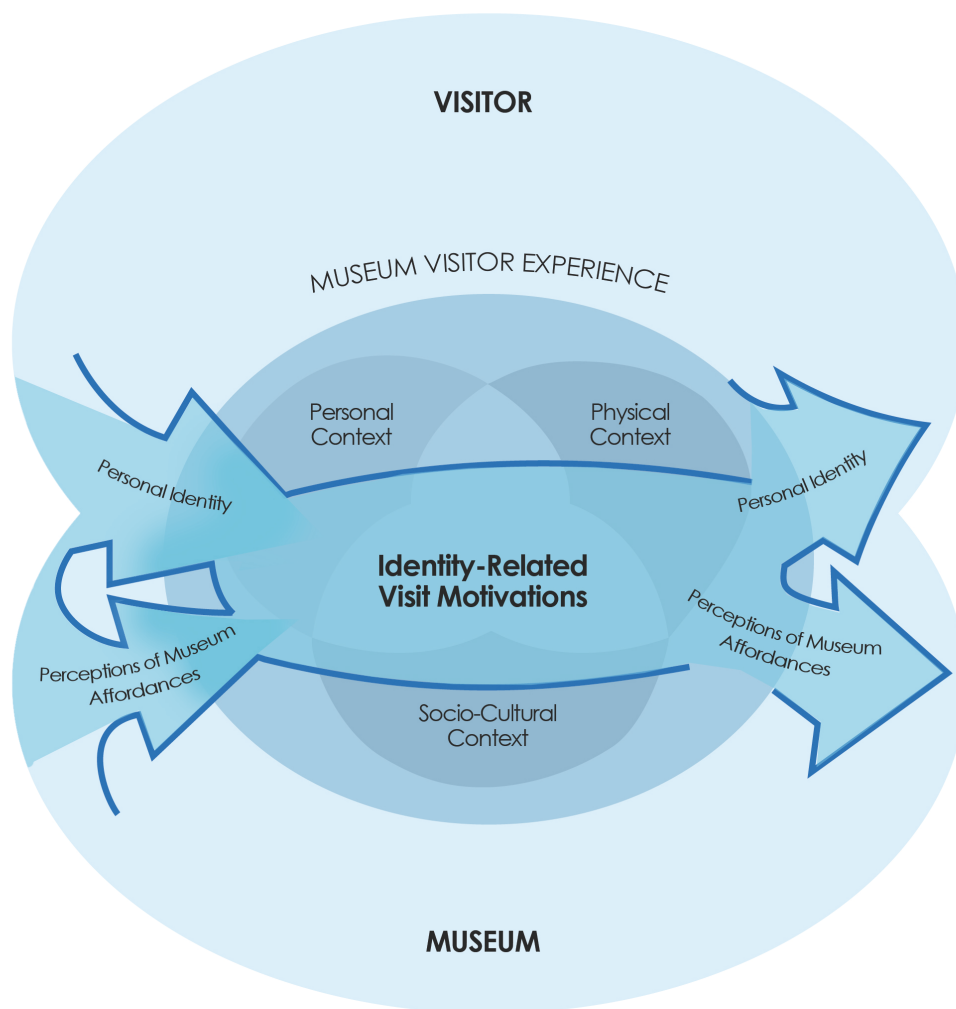 VISITOR
MUSEUM VISITOR EXPERIENCE
Personal
Context
Physical
Context
Personal Identity
Personal Identity
Identity-Related
Visit Motivations
Perceptions of Museum
Affordances
Perceptions of Museum
Affordances
Socio-Cultural
Context
MUSEUM